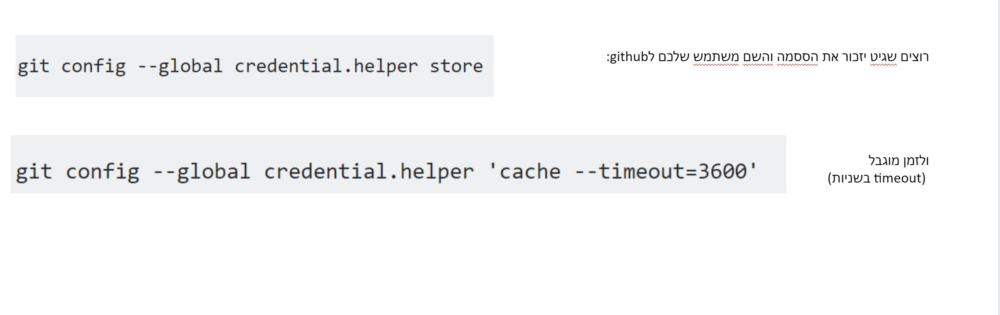 רוצים שגיט יזכור את הססמה והשם משתמש שלכם לgithub:
git config --global credential.helper store
ולזמן מוגבל
(timeout בשניות)
git config --global credential.helper 'cache --timeout=3600'